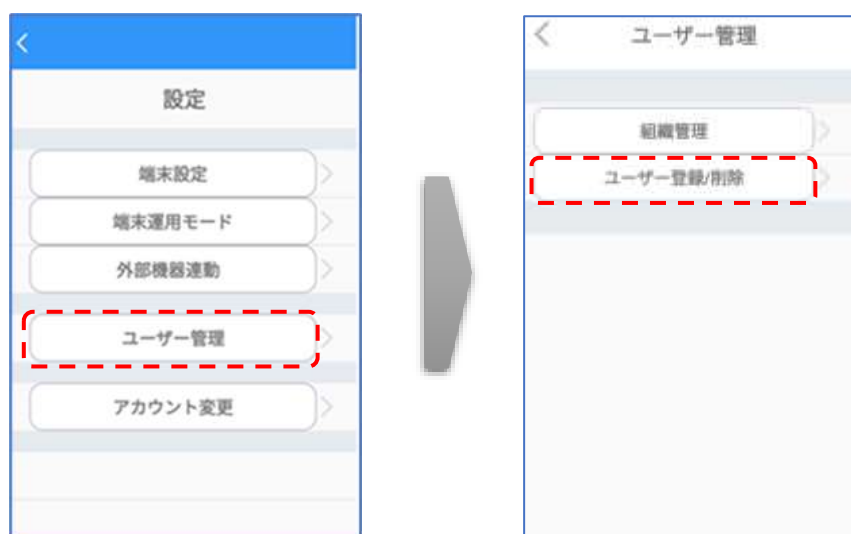 設定
端末設定
端末運用モード
外部機器連動
ユーザー管理
アカウント変更
ユーザー管理
組織管理
ユーザー登録/削除